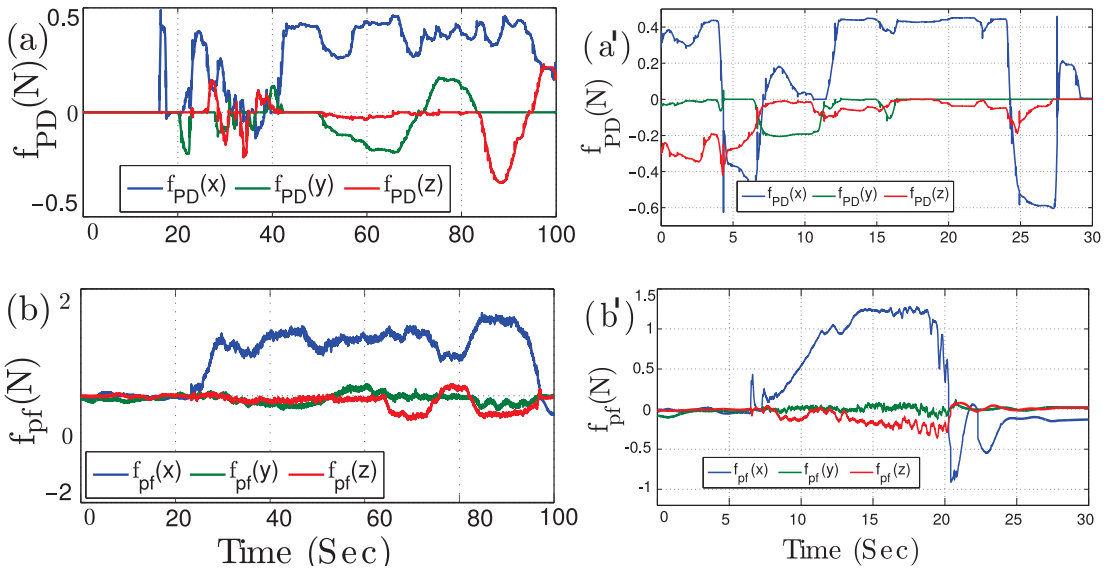 (a)
f_PD(N)
0.5
0
−0.5
f_PD(x) f_PD(y) f_PD(z)
0 20 40 60 80 100
(a')
f_PD(N)
0.4
0.2
0
−0.2
−0.4
−0.6
f_PD(x) f_PD(y) f_PD(z)
0 5 10 15 20 25 30
(b)
f_pf(N)
2
0
−2
f_pf(x) f_pf(y) f_pf(z)
0 20 40 60 80 100
Time (Sec)
(b')
f_pf(N)
1.5
1
0.5
0
-0.5
-1
f_pf(x) f_pf(y) f_pf(z)
0 5 10 15 20 25 30
Time (Sec)